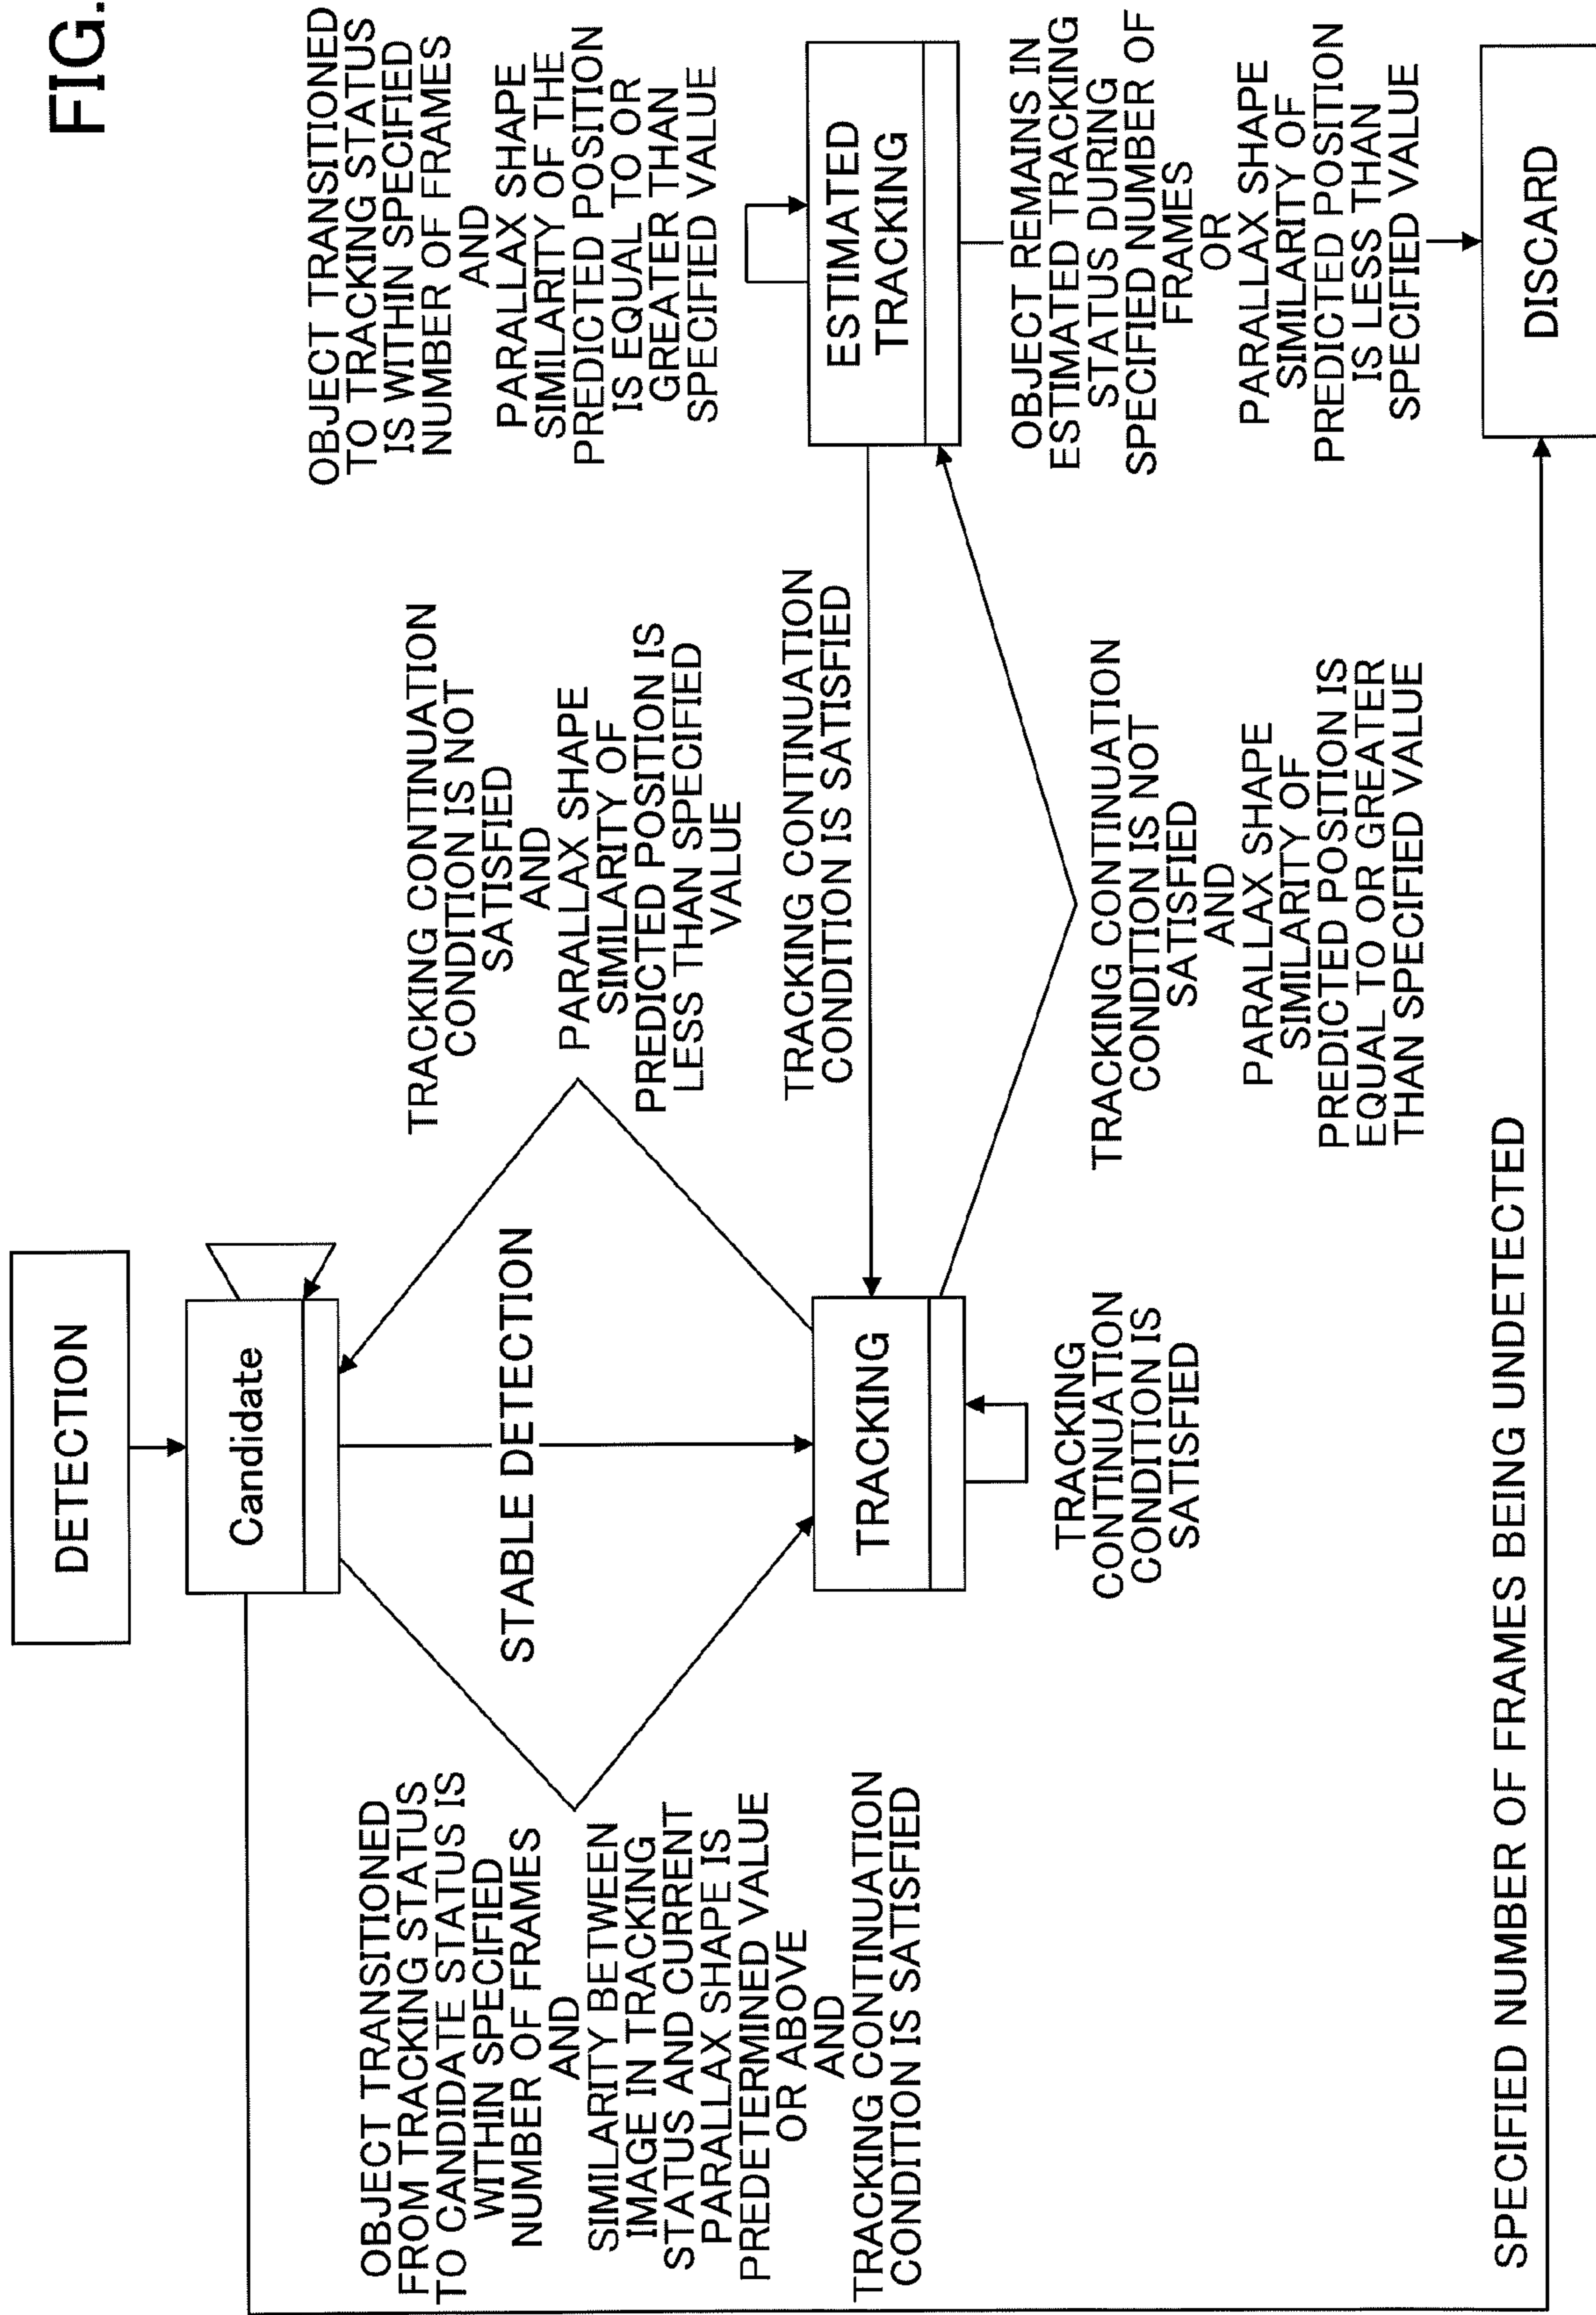 FIG.
DETECTION
Candidate
STABLE DETECTION
TRACKING
OBJECT TRANSITIONED
FROM TRACKING STATUS
TO CANDIDATE STATUS IS
WITHIN SPECIFIED
NUMBER OF FRAMES
AND
SIMILARITY BETWEEN
IMAGE IN TRACKING
STATUS AND CURRENT
PARALLAX SHAPE IS
PREDETERMINED VALUE
OR ABOVE
AND
TRACKING CONTINUATION
CONDITION IS SATISFIED
TRACKING
CONTINUATION
CONDITION IS
SATISFIED
TRACKING CONTINUATION
CONDITION IS NOT
SATISFIED
AND
PARALLAX SHAPE
SIMILARITY OF
PREDICTED POSITION IS
LESS THAN SPECIFIED
VALUE
TRACKING CONTINUATION
CONDITION IS SATISFIED
TRACKING CONTINUATION
CONDITION IS NOT
SATISFIED
AND
PARALLAX SHAPE
SIMILARITY OF
PREDICTED POSITION IS
EQUAL TO OR GREATER
THAN SPECIFIED VALUE
OBJECT TRANSITIONED
TO TRACKING STATUS
IS WITHIN SPECIFIED
NUMBER OF FRAMES
AND
PARALLAX SHAPE
SIMILARITY OF THE
PREDICTED POSITION
IS EQUAL TO OR
GREATER THAN
SPECIFIED VALUE
ESTIMATED
TRACKING
OBJECT REMAINS IN
ESTIMATED TRACKING
STATUS DURING
SPECIFIED NUMBER OF
FRAMES
OR
PARALLAX SHAPE
SIMILARITY OF
PREDICTED POSITION
IS LESS THAN
SPECIFIED VALUE
DISCARD
SPECIFIED NUMBER OF FRAMES BEING UNDETECTED